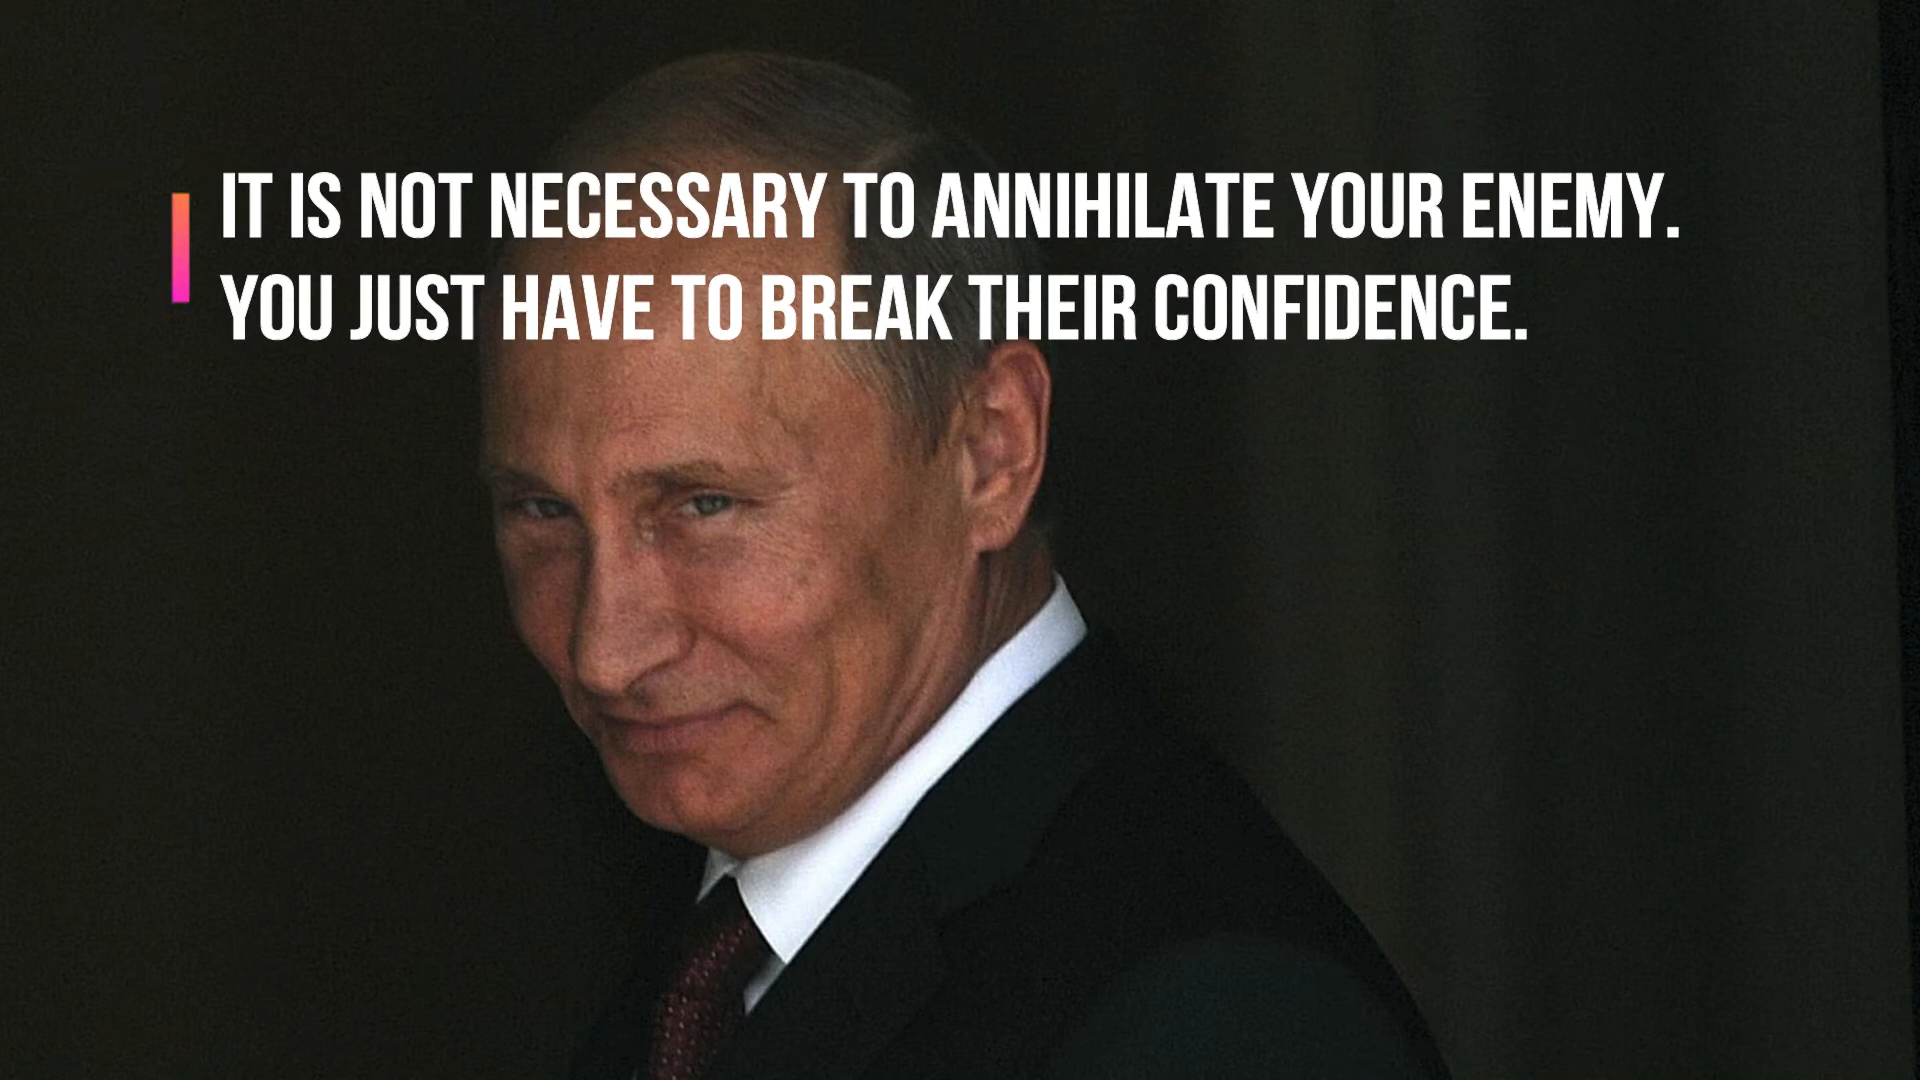 IT IS NOT NECESSARY TO ANNIHILATE YOUR ENEMY.
YOU JUST HAVE TO BREAK THEIR CONFIDENCE.